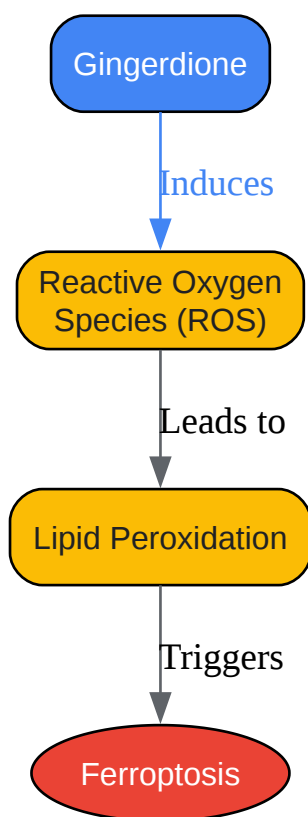 Gingerdione
Induces
Reactive Oxygen
Species (ROS)
Leads to
Lipid Peroxidation
Triggers
Ferroptosis